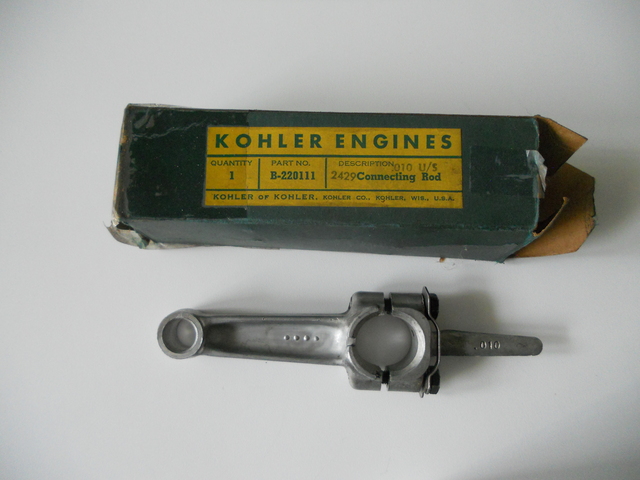 KOHLER ENGINES
QUANTITY PART NO. DESCRIPTION .010 U/S
1 B-220111 2429 Connecting Rod
KOHLER OF KOHLER, KOHLER CO., KOHLER, WIS., U.S.A.
.010